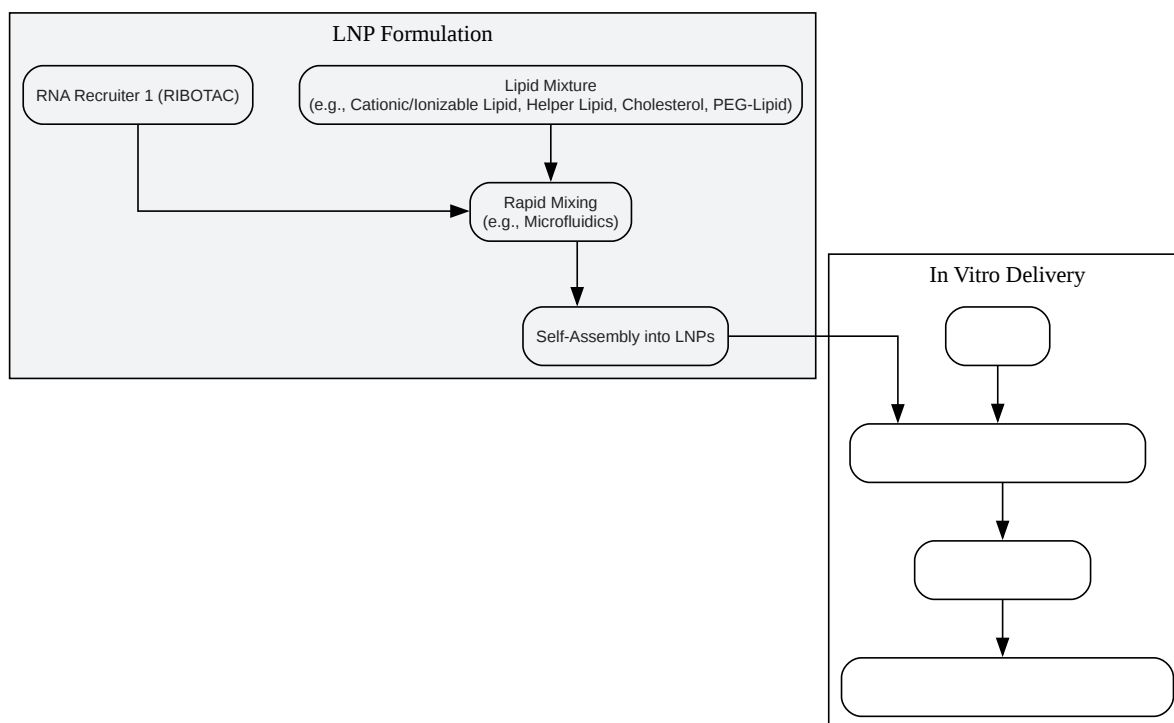 LNP Formulation
RNA Recruiter 1 (RIBOTAC)
Lipid Mixture
(e.g., Cationic/Ionizable Lipid, Helper Lipid, Cholesterol, PEG-Lipid)
Rapid Mixing
(e.g., Microfluidics)
Self-Assembly into LNPs
In Vitro Delivery